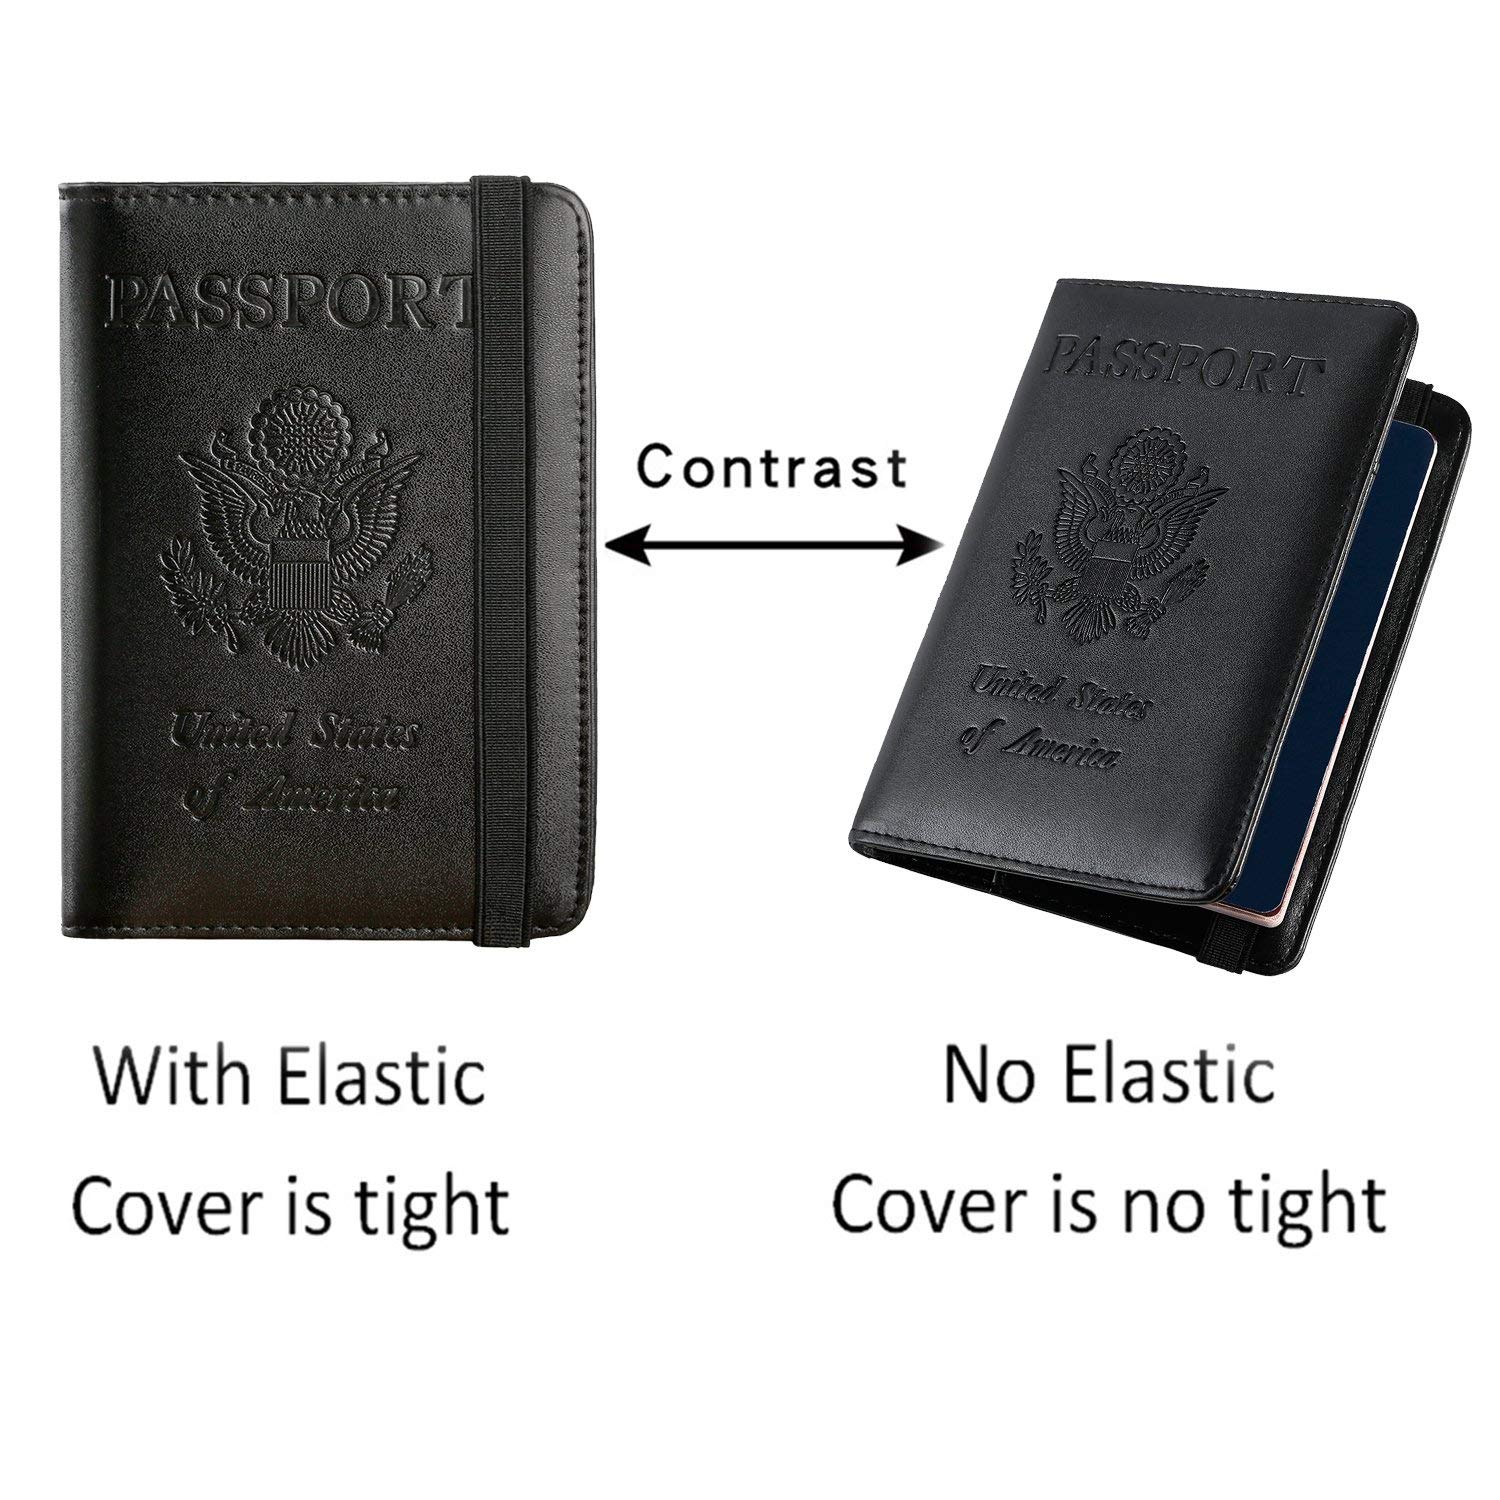 PASSPORT
United States
of America
Contrast
PASSPORT
United States
of America
With Elastic
Cover is tight
No Elastic
Cover is no tight